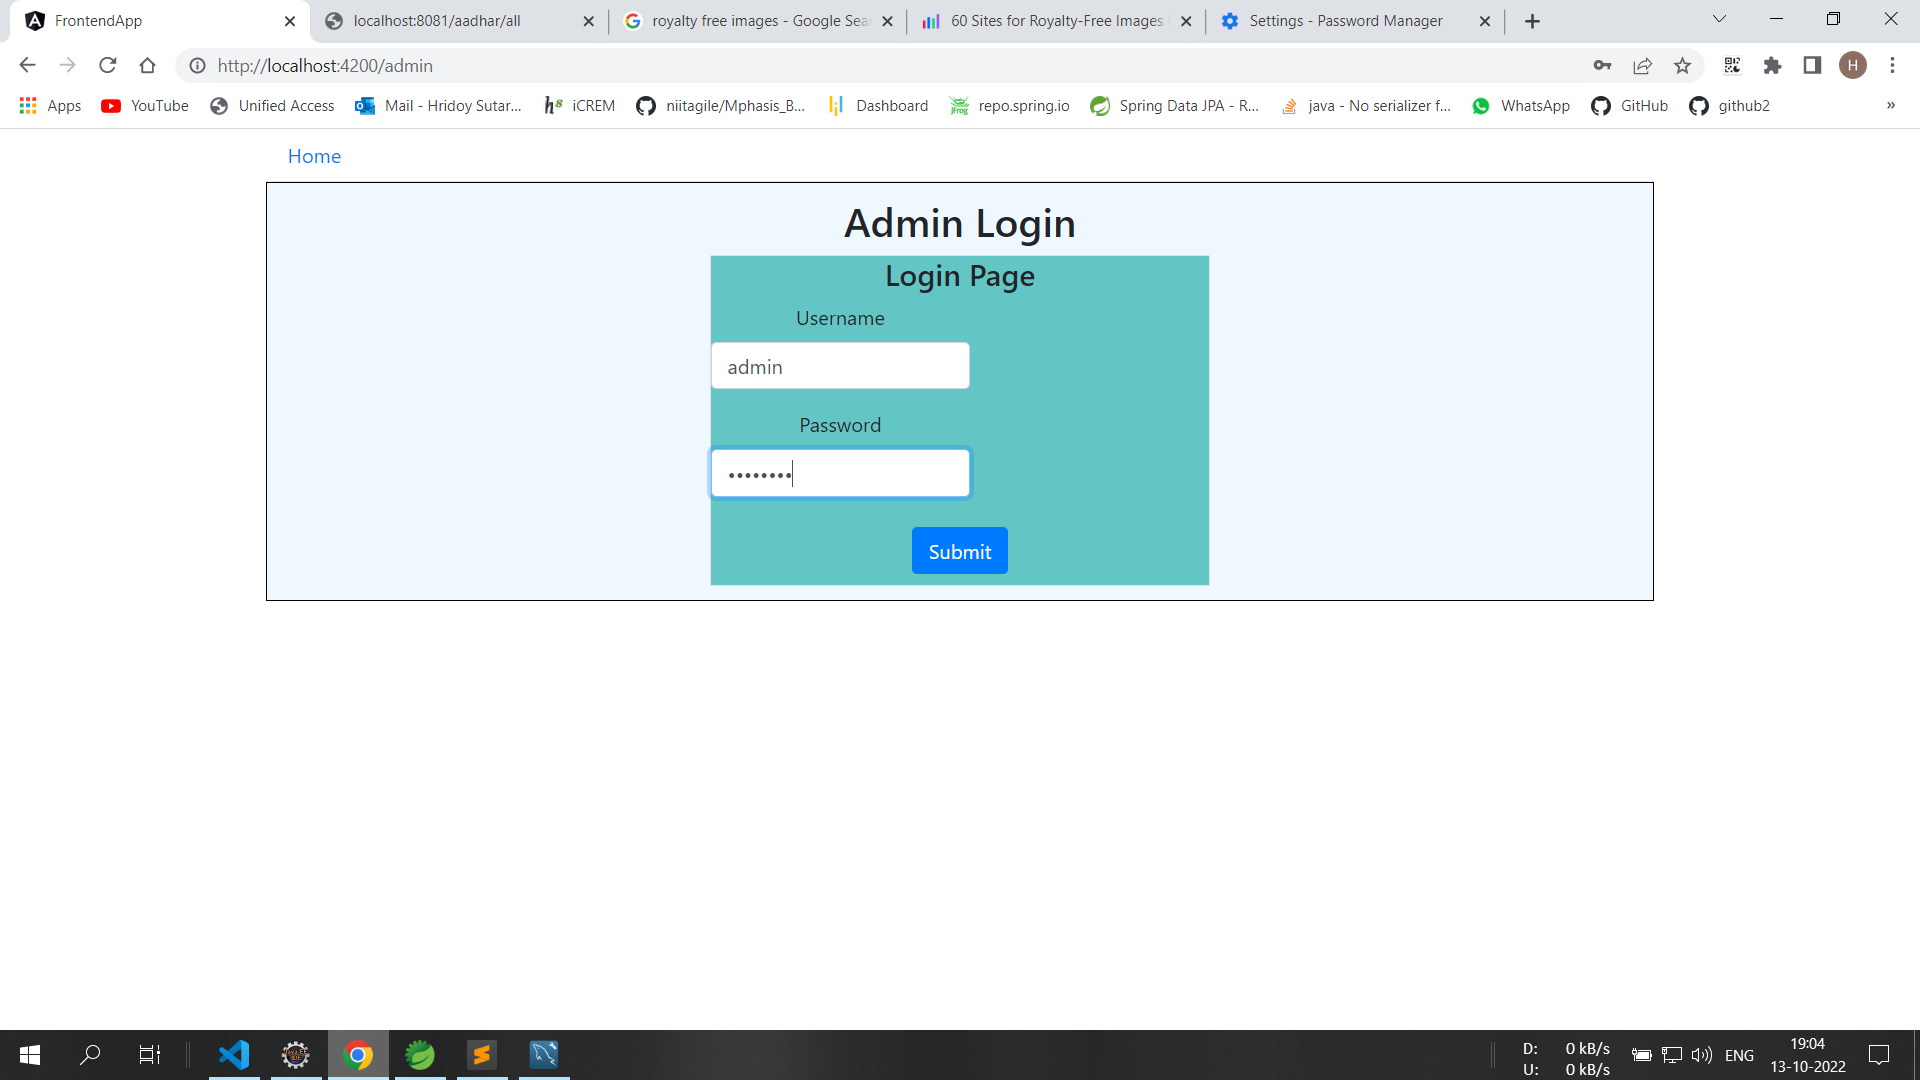 FrontendApp
localhost:8081/aadhar/all
royalty free images - Google Sea
60 Sites for Royalty-Free Images
Settings - Password Manager
http://localhost:4200/admin
H
Apps
YouTube
Unified Access
Mail - Hridoy Sutar...
iCREM
niitagile/Mphasis_B...
Dashboard
repo.spring.io
Spring Data JPA - R...
java - No serializer f...
WhatsApp
GitHub
github2
»
Home
Admin Login
Login Page
Username
admin
Password
••••••••
Submit
D: 0 kB/s
U: 0 kB/s
ENG
19:04
13-10-2022